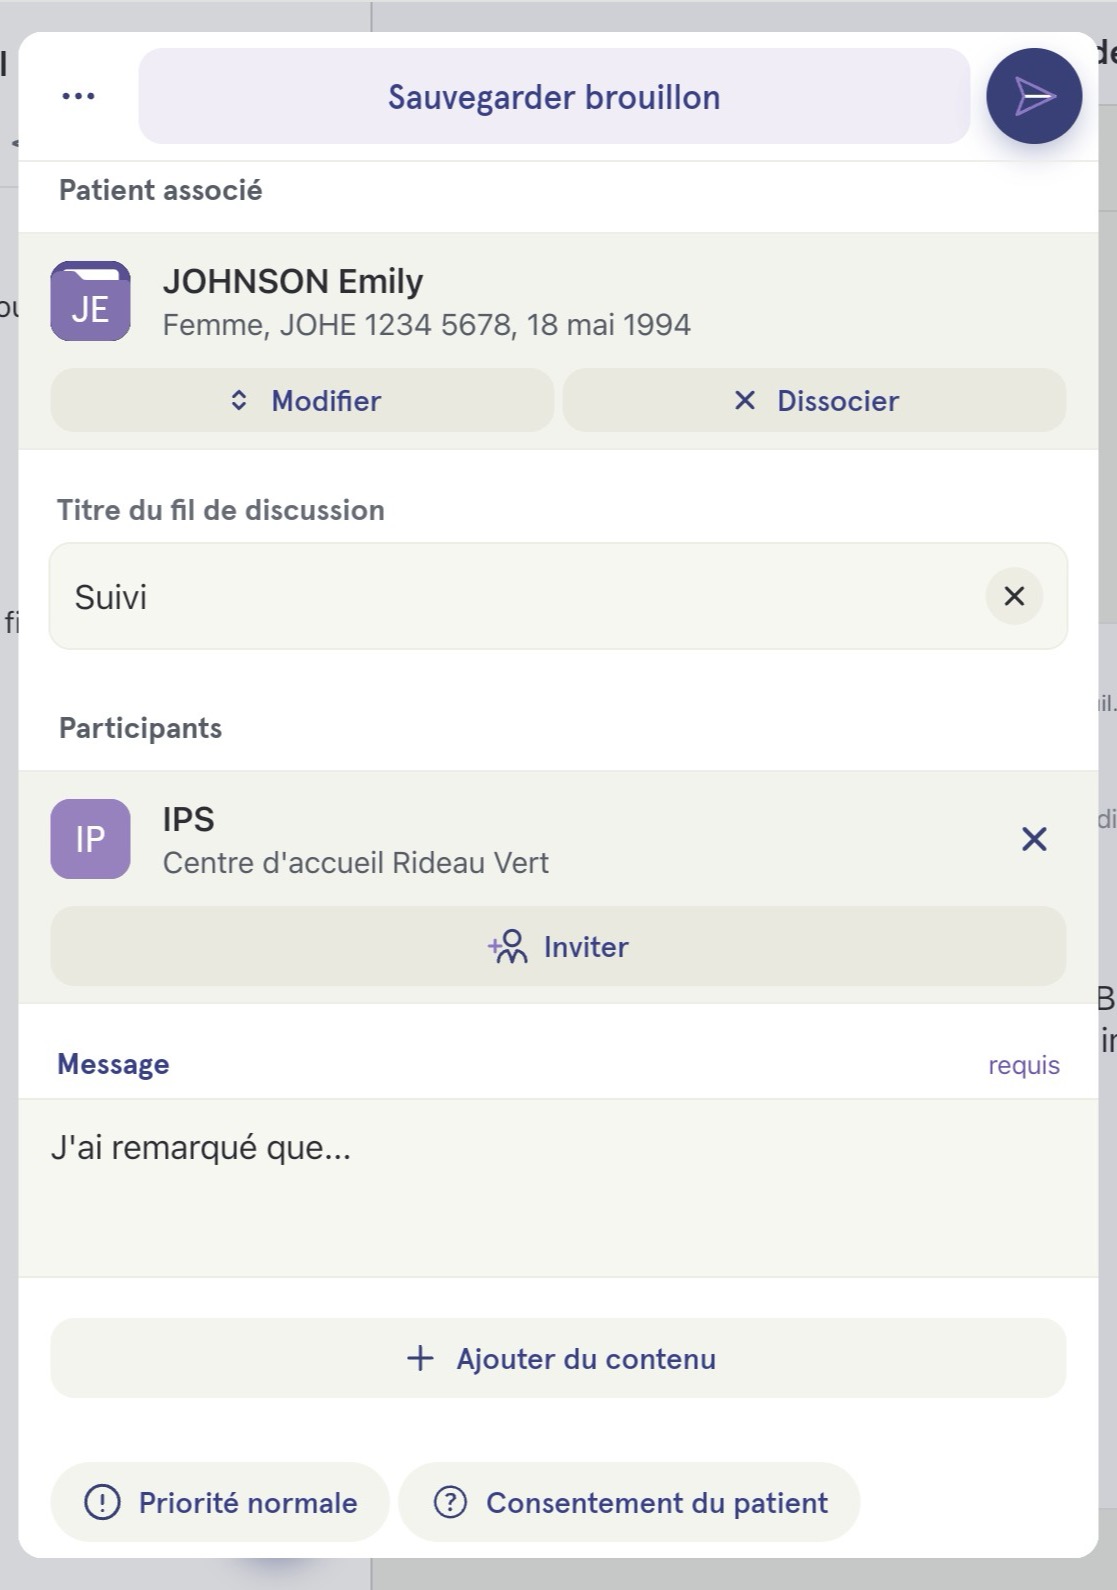 Sauvegarder brouillon
Patient associé
JE
JOHNSON Emily
Femme, JOHE 1234 5678, 18 mai 1994
Modifier
Dissocier
Titre du fil de discussion
Suivi
Participants
IP
IPS
Centre d'accueil Rideau Vert
Inviter
Message
requis
J'ai remarqué que...
Ajouter du contenu
Priorité normale
Consentement du patient